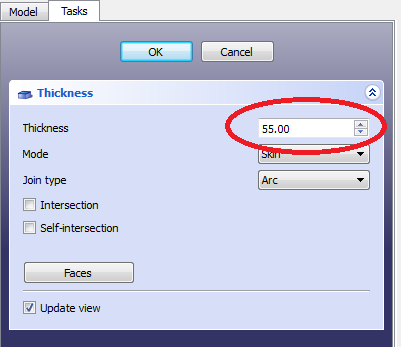 Model Tasks
OK Cancel
Thickness
Thickness 55.00
Mode Skin
Join type Arc
Intersection
Self-intersection
Faces
Update view